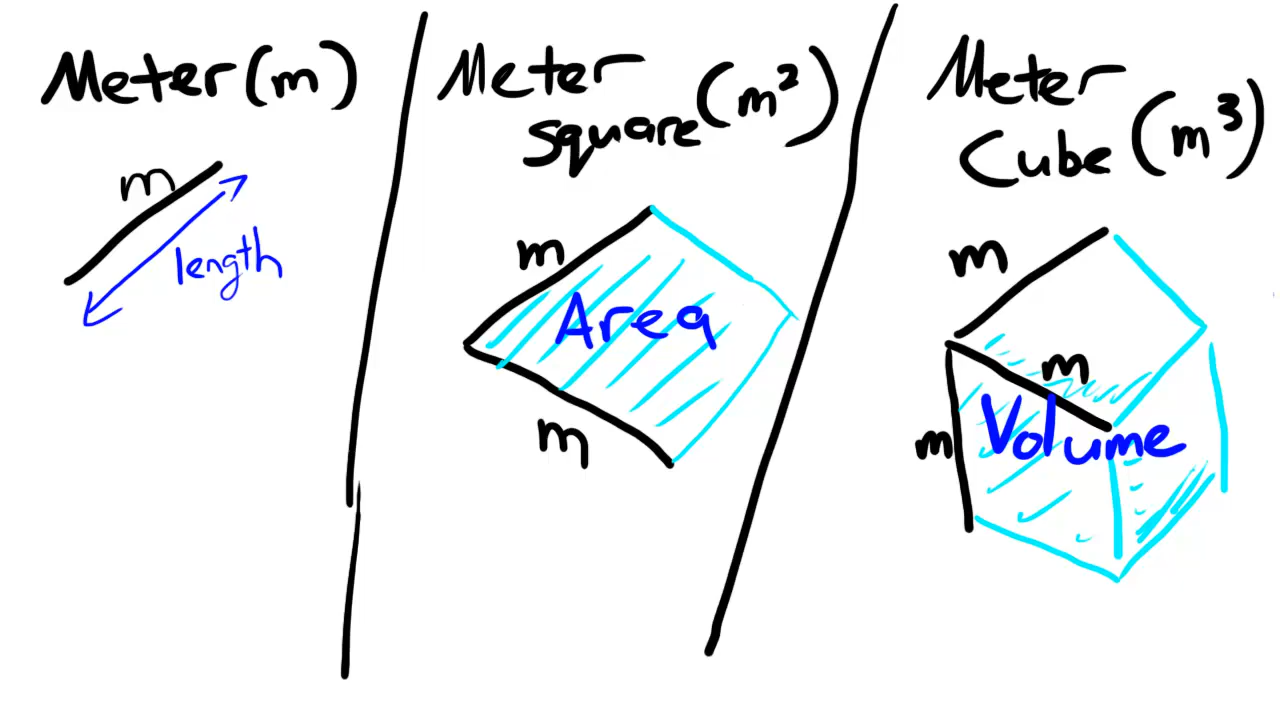 Meter (m)
m
length
Meter
square (m²)
m
Area
m
Meter
Cube (m³)
m
m
m
Volume